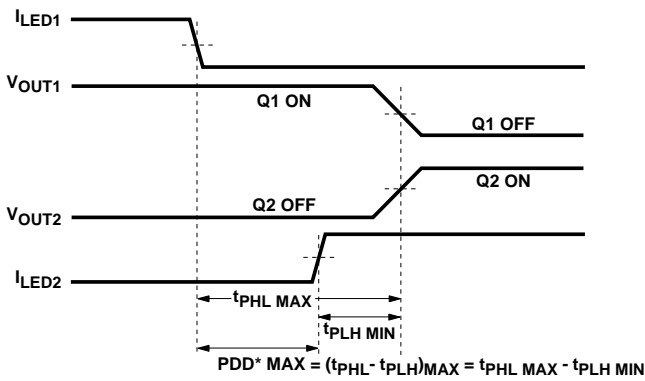 ILED1
VOUT1
Q1 ON
Q1 OFF
Q2 OFF
Q2 ON
VOUT2
ILED2
tPHL MAX
tPLH MIN
PDD* MAX = (tPHL- tPLH)MAX = tPHL MAX - tPLH MIN